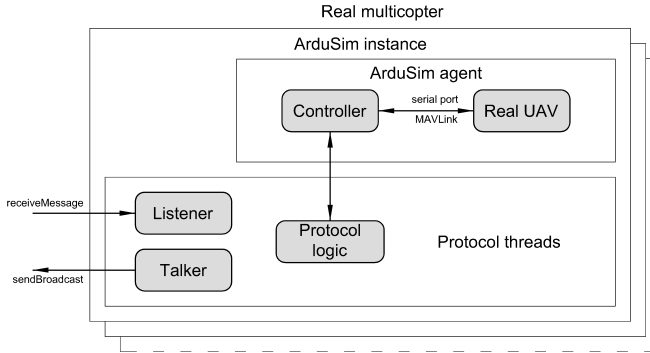 Real multicopter
ArduSim instance
ArduSim agent
Controller
serial port
MAVLink
Real UAV
receiveMessage
Listener
Protocol
logic
Protocol threads
Talker
sendBroadcast